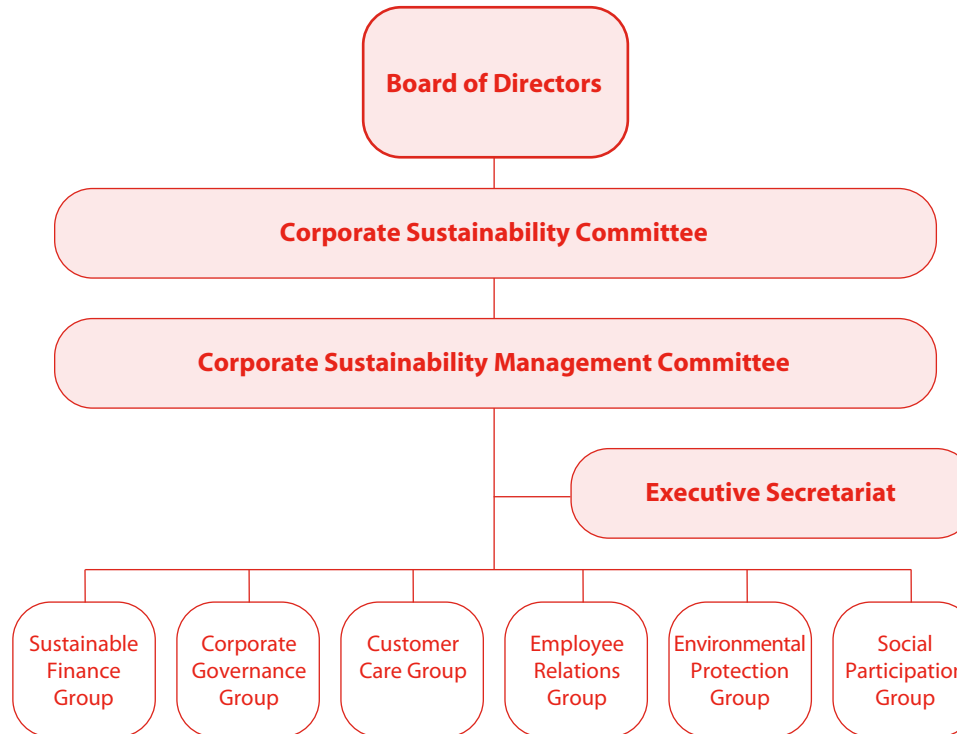 Board of Directors
Corporate Sustainability Committee
Corporate Sustainability Management Committee
Executive Secretariat
Sustainable
Finance
Group
Corporate
Governance
Group
Customer
Care Group
Employee
Relations
Group
Environmental
Protection
Group
Social
Participation
Group